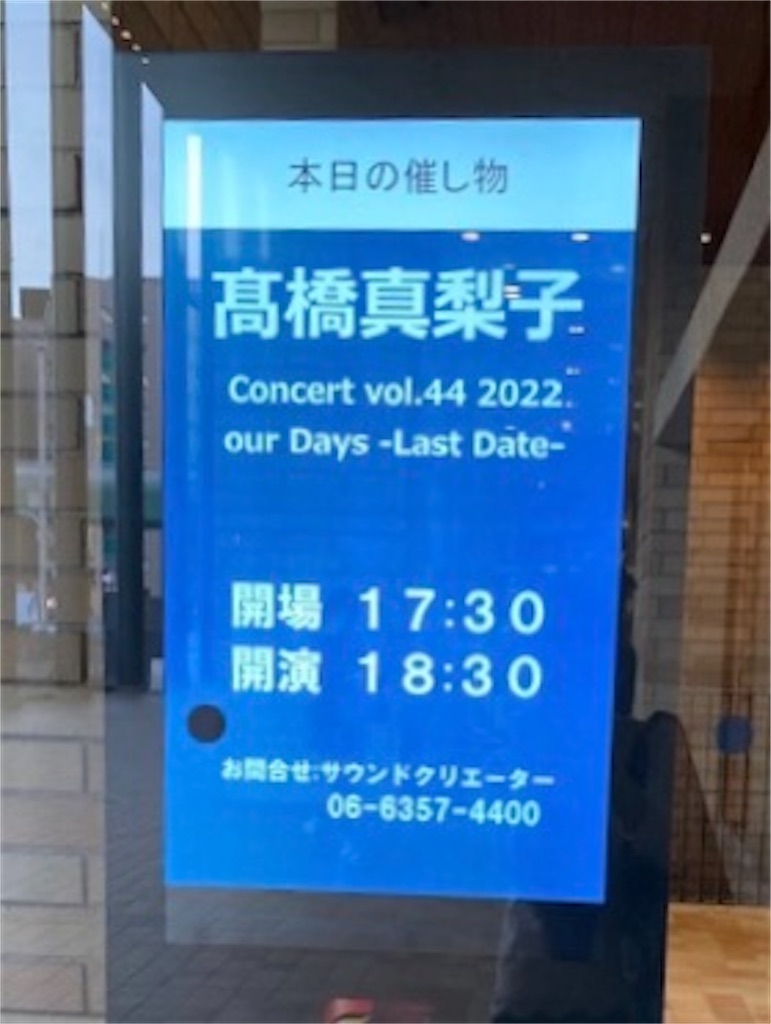 本日の催し物
髙橋真梨子
Concert vol.44 2022
our Days -Last Date-
開場 17:30
開演 18:30
お問合せ:サウンドクリエーター
06-6357-4400